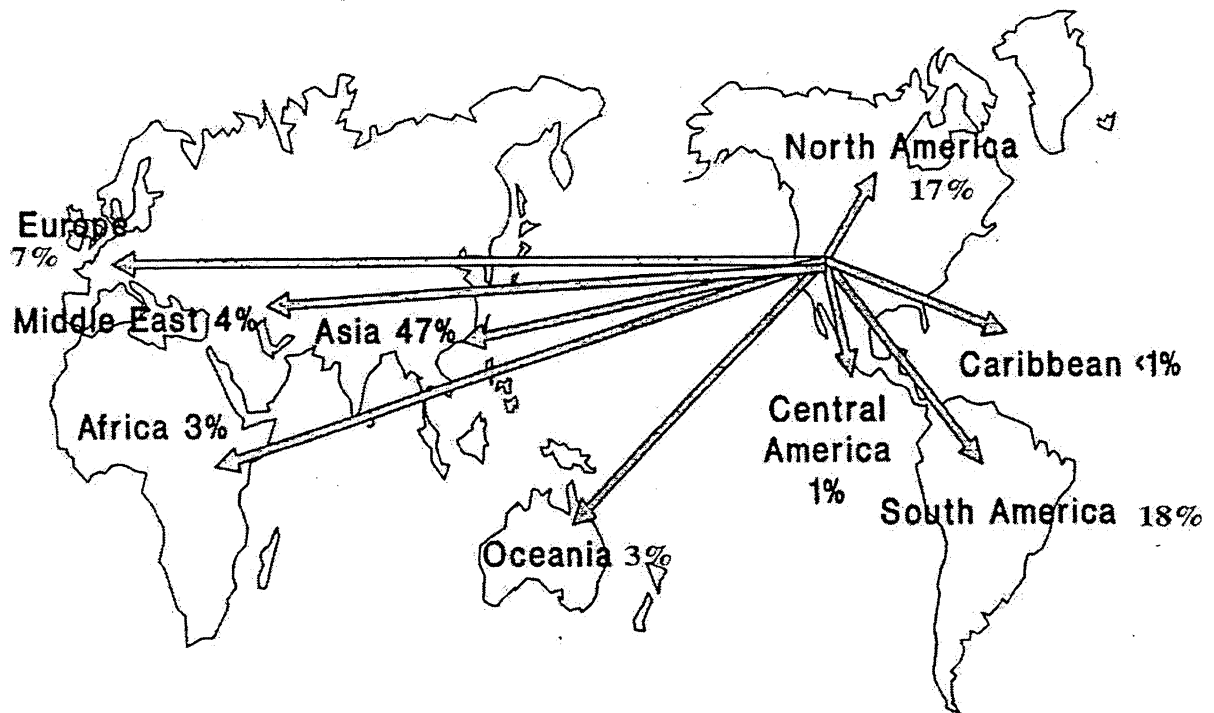 North America
17%
Europe
7%
Middle East 4%
Asia 47%
Caribbean <1%
Africa 3%
Central
America
1%
South America 18%
Oceania 3%